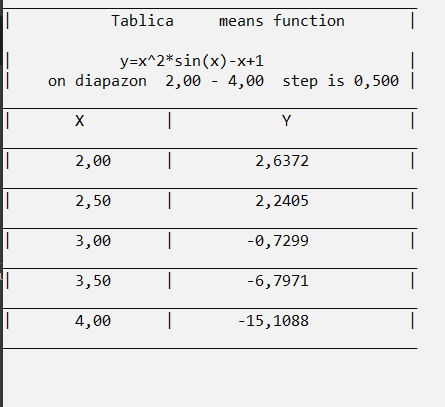 | Tablica means function |
| y=x^2*sin(x)-x+1 |
| on diapazon 2,00 - 4,00 step is 0,500 |
| X | Y |
| 2,00 | 2,6372 |
| 2,50 | 2,2405 |
| 3,00 | -0,7299 |
| 3,50 | -6,7971 |
| 4,00 | -15,1088 |